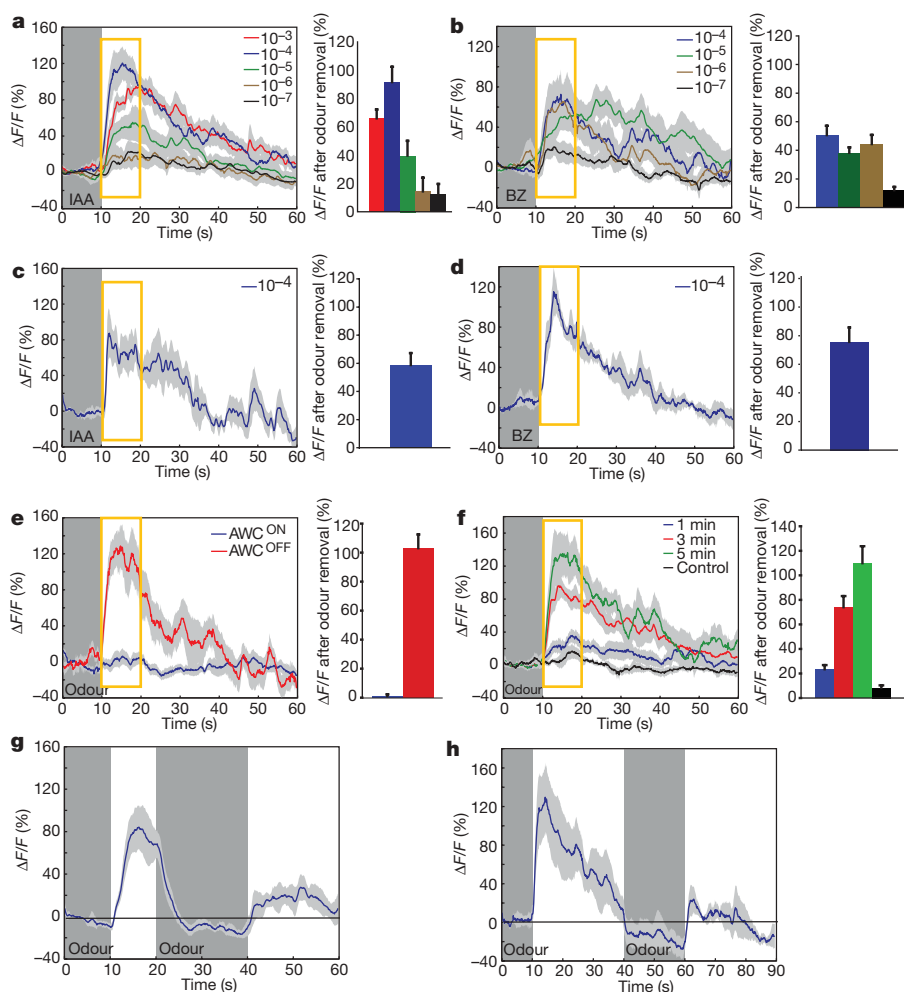 a
ΔF/F (%)
160
120
80
40
0
−40
10⁻³
10⁻⁴
10⁻⁵
10⁻⁶
10⁻⁷
IAA
0 10 20 30 40 50 60
Time (s)
ΔF/F after odour removal (%)
120
100
80
60
40
20
0
b
ΔF/F (%)
120
80
40
0
−40
10⁻⁴
10⁻⁵
10⁻⁶
10⁻⁷
BZ
0 10 20 30 40 50 60
Time (s)
ΔF/F after odour removal (%)
120
100
80
60
40
20
0
c
ΔF/F (%)
160
120
80
40
0
−40
10⁻⁴
IAA
0 10 20 30 40 50 60
Time (s)
ΔF/F after odour removal (%)
120
100
80
60
40
20
0
d
ΔF/F (%)
120
80
40
0
−40
10⁻⁴
BZ
0 10 20 30 40 50 60
Time (s)
ΔF/F after odour removal (%)
120
100
80
60
40
20
0
e
ΔF/F (%)
160
120
80
40
0
−40
AWC ON
AWC OFF
Odour
0 10 20 30 40 50 60
Time (s)
ΔF/F after odour removal (%)
120
100
80
60
40
20
0
f
ΔF/F (%)
160
120
80
40
0
−40
1 min
3 min
5 min
Control
Odour
0 10 20 30 40 50 60
Time (s)
ΔF/F after odour removal (%)
140
120
100
80
60
40
20
0
g
ΔF/F (%)
160
120
80
40
0
−40
Odour
Odour
0 10 20 30 40 50 60
Time (s)
h
ΔF/F (%)
160
120
80
40
0
−40
Odour
Odour
0 10 20 30 40 50 60 70 80 90
Time (s)